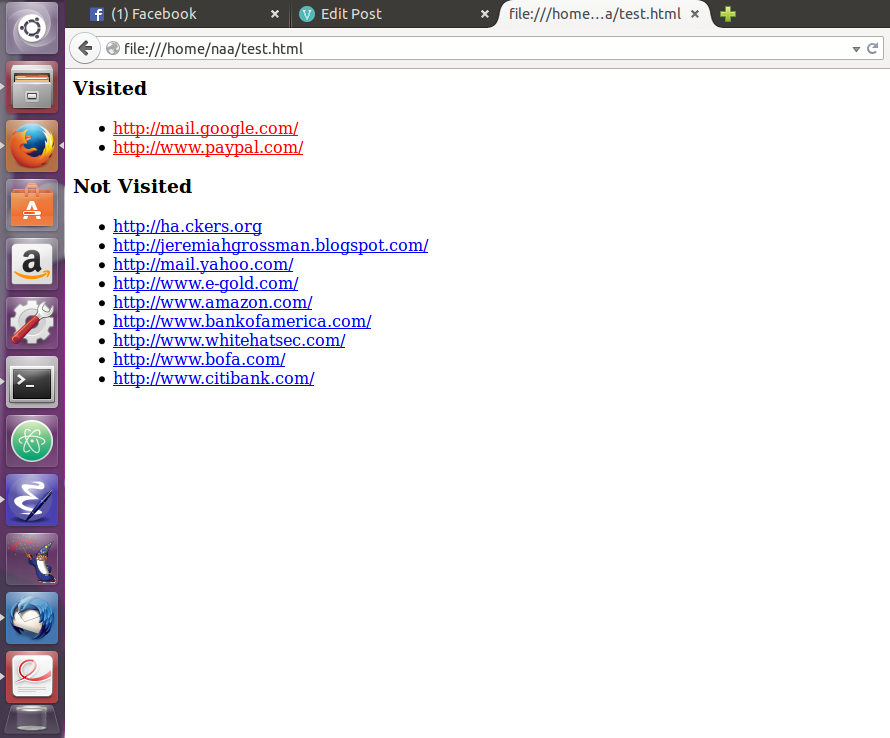 (1) Facebook
Edit Post
file:///home...a/test.html
file:///home/naa/test.html
Visited
http://mail.google.com/
http://www.paypal.com/
Not Visited
http://ha.ckers.org
http://jeremiahgrossman.blogspot.com/
http://mail.yahoo.com/
http://www.e-gold.com/
http://www.amazon.com/
http://www.bankofamerica.com/
http://www.whitehatsec.com/
http://www.bofa.com/
http://www.citibank.com/